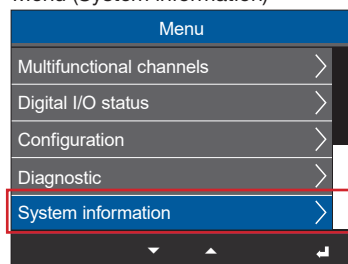 Menu (System information)
Menu
Multifunctional channels
Digital I/O status
Configuration
Diagnostic
System information